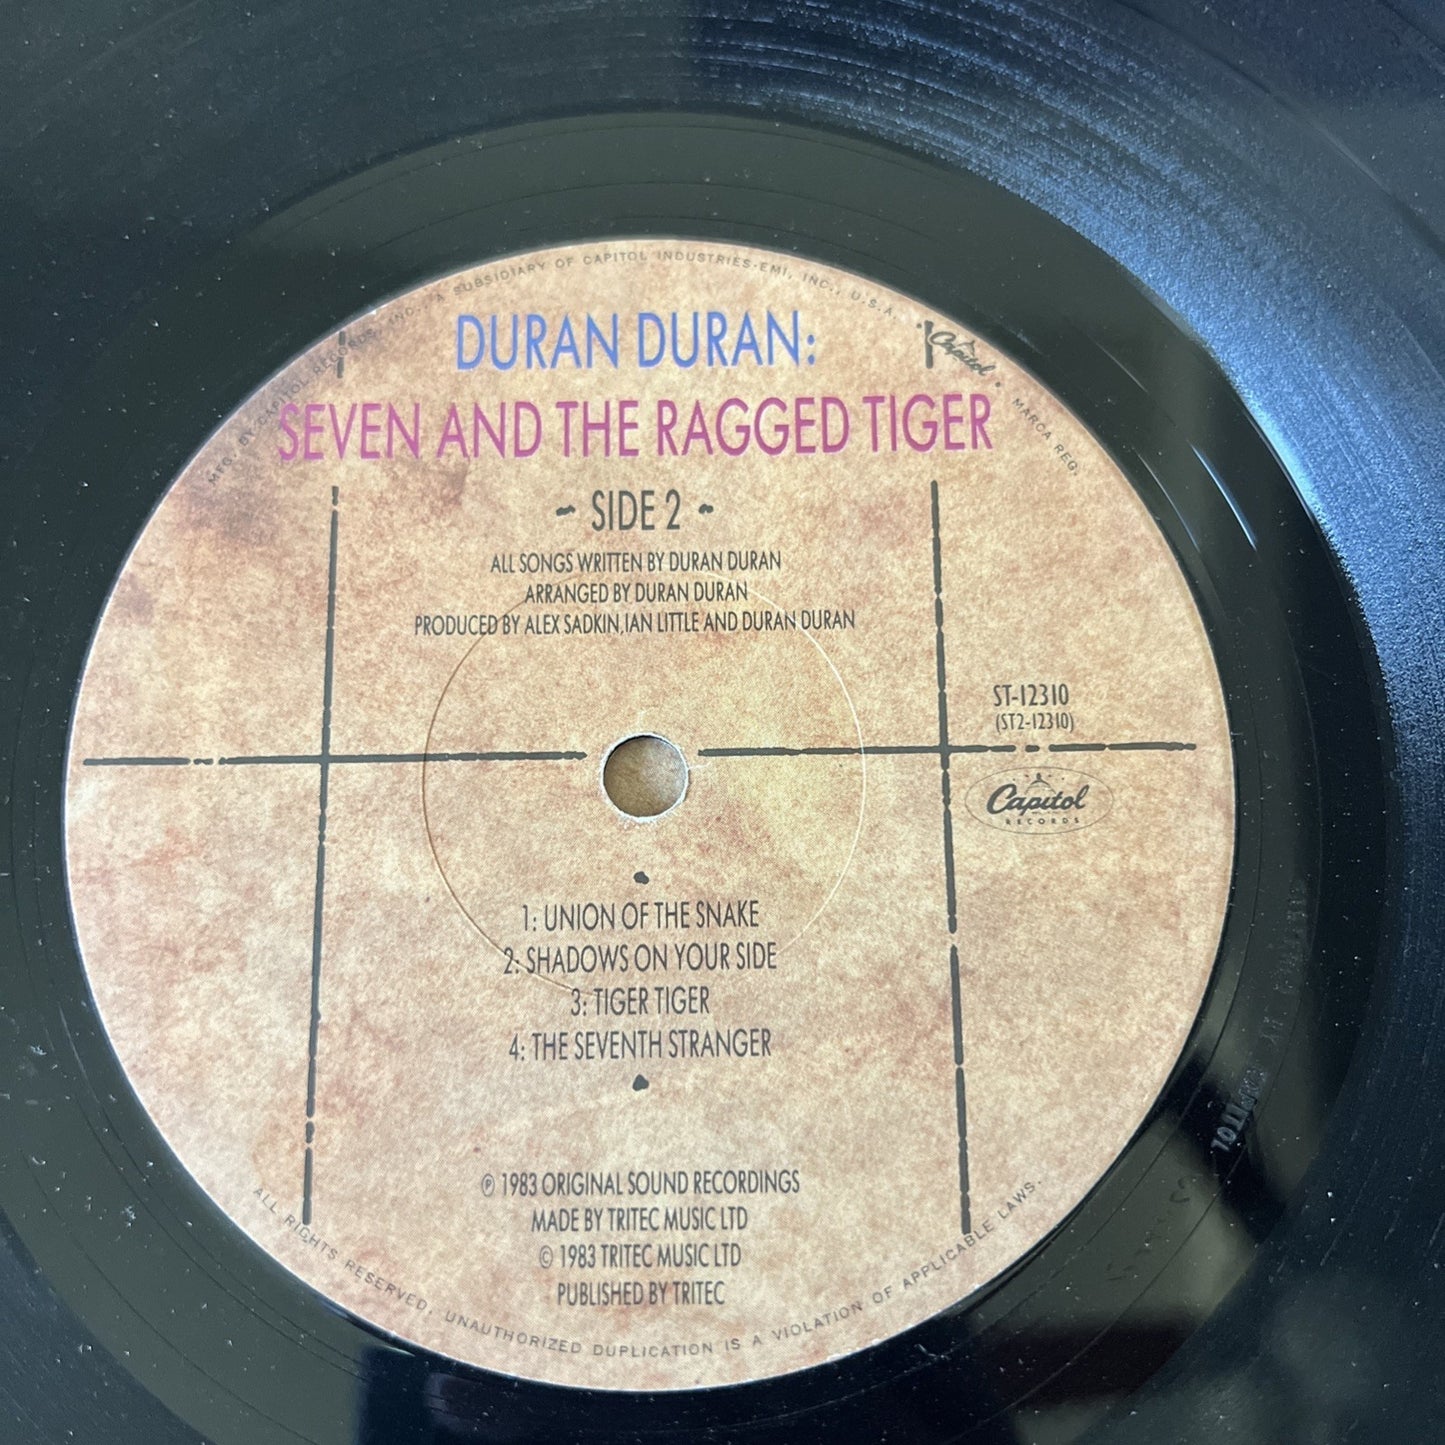 MFG. BY CAPITOL RECORDS, INC., A SUBSIDIARY OF CAPITOL INDUSTRIES-EMI, INC., U.S.A. • Capitol • MARCA REG.
DURAN DURAN:
SEVEN AND THE RAGGED TIGER
~ SIDE 2 ~
ALL SONGS WRITTEN BY DURAN DURAN
ARRANGED BY DURAN DURAN
PRODUCED BY ALEX SADKIN, IAN LITTLE AND DURAN DURAN
ST-12310
(ST2-12310)
Capitol
RECORDS
1: UNION OF THE SNAKE
2: SHADOWS ON YOUR SIDE
3: TIGER TIGER
4: THE SEVENTH STRANGER
℗ 1983 ORIGINAL SOUND RECORDINGS
MADE BY TRITEC MUSIC LTD
© 1983 TRITEC MUSIC LTD
PUBLISHED BY TRITEC
ALL RIGHTS RESERVED. UNAUTHORIZED DUPLICATION IS A VIOLATION OF APPLICABLE LAWS.